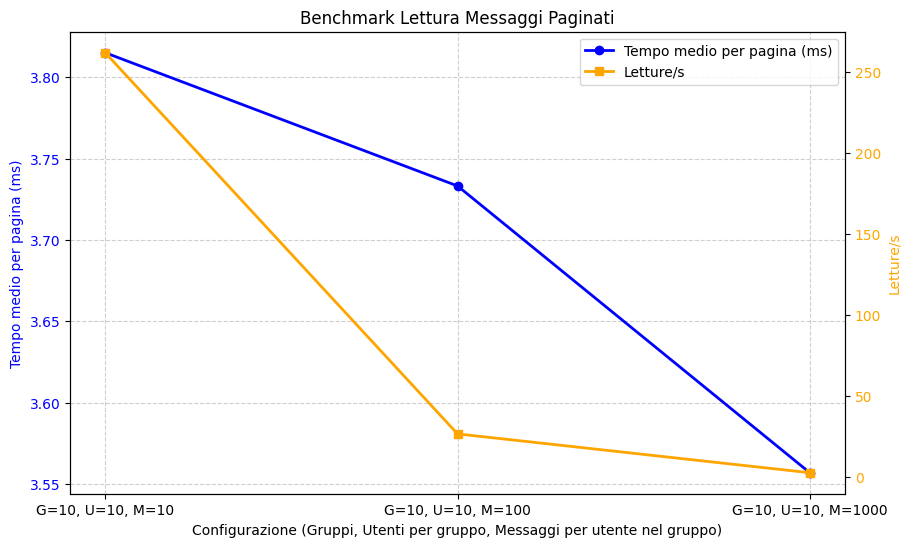 Benchmark Lettura Messaggi Paginati
Tempo medio per pagina (ms)
Letture/s
3.80
3.75
3.70
3.65
3.60
3.55
Tempo medio per pagina (ms)
250
200
150
100
50
0
Letture/s
G=10, U=10, M=10
G=10, U=10, M=100
G=10, U=10, M=1000
Configurazione (Gruppi, Utenti per gruppo, Messaggi per utente nel gruppo)